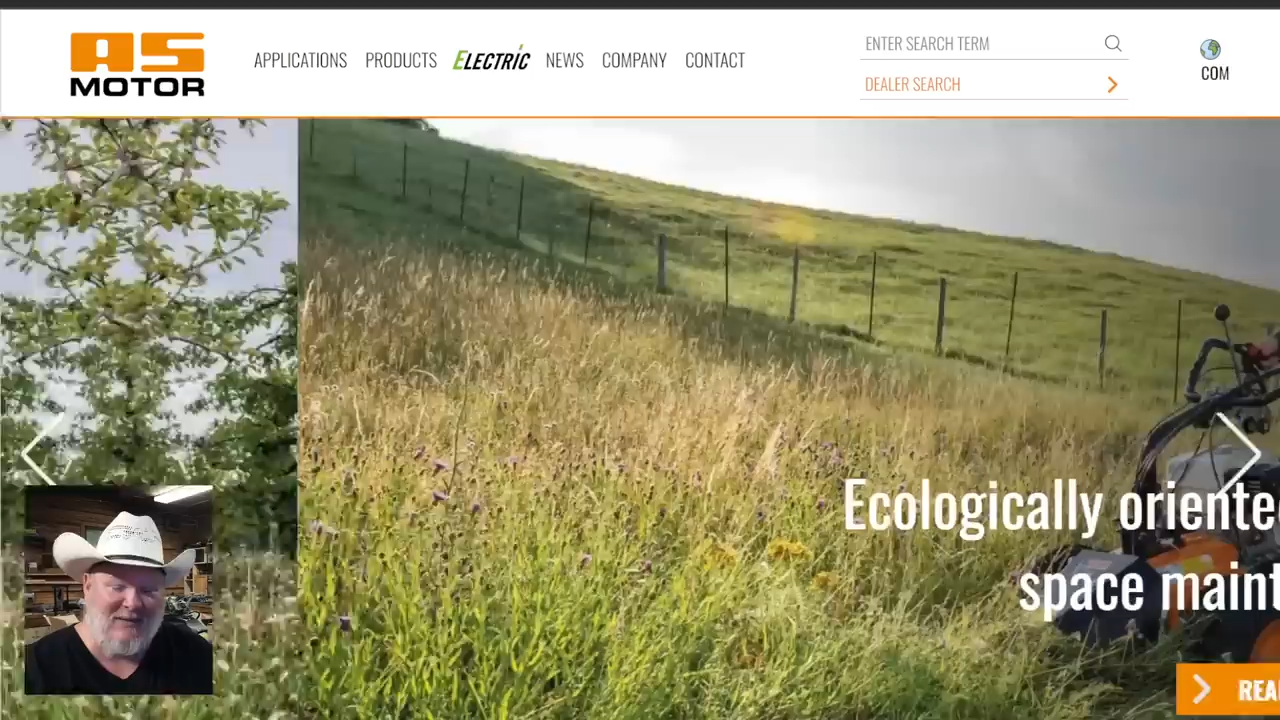 AS
MOTOR
APPLICATIONS PRODUCTS ELECTRIC NEWS COMPANY CONTACT
ENTER SEARCH TERM
DEALER SEARCH
COM
Ecologically oriente
space maint
REA